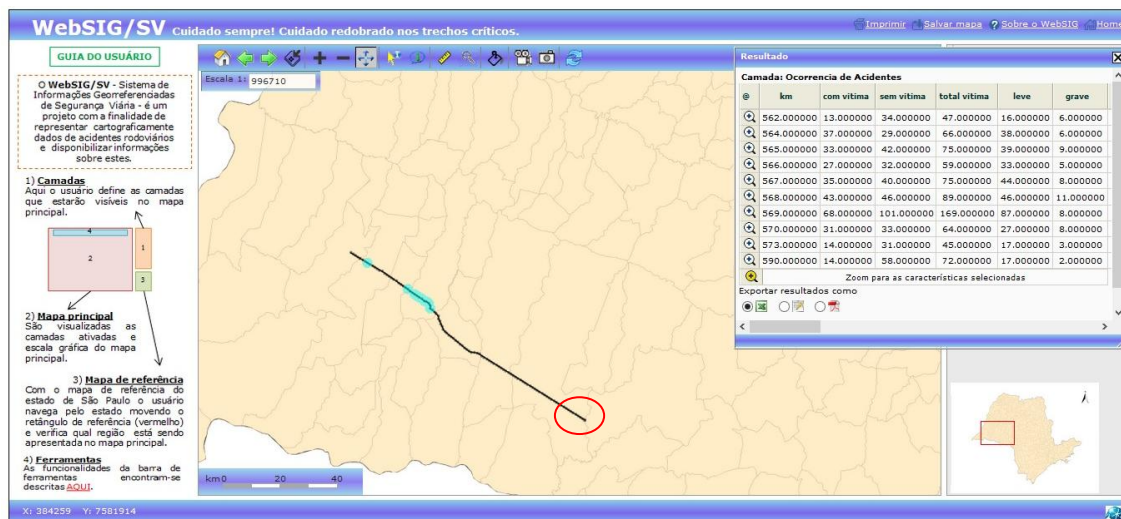 WebSIG/SV Cuidado sempre! Cuidado redobrado nos trechos críticos.
Imprimir Salvar mapa Sobre o WebSIG Home
GUIA DO USUÁRIO
O WebSIG/SV - Sistema de
Informações Georreferenciadas
de Segurança Viária - é um
projeto com a finalidade de
representar cartograficamente
dados de acidentes rodoviários
e disponibilizar informações
sobre estes.
1) Camadas
Aqui o usuário define as camadas
que estarão visíveis no mapa
principal.
4
2
1
3
2) Mapa principal
São visualizadas as
camadas ativadas e
escala gráfica do mapa
principal.
3) Mapa de referência
Com o mapa de referência do
estado de São Paulo o usuário
navega pelo estado movendo o
retângulo de referência (vermelho)
e verifica qual região está sendo
apresentada no mapa principal.
4) Ferramentas
As funcionalidades da barra de
ferramentas encontram-se
descritas AQUI.
Escala 1: 996710
km0 20 40
Resultado
Camada: Ocorrencia de Acidentes
@ km com vitima sem vitima total vitima leve grave
562.000000 13.000000 34.000000 47.000000 16.000000 6.000000
564.000000 37.000000 29.000000 66.000000 38.000000 6.000000
565.000000 33.000000 42.000000 75.000000 39.000000 9.000000
566.000000 27.000000 32.000000 59.000000 33.000000 5.000000
567.000000 35.000000 40.000000 75.000000 44.000000 8.000000
568.000000 43.000000 46.000000 89.000000 46.000000 11.000000
569.000000 68.000000 101.000000 169.000000 87.000000 8.000000
570.000000 31.000000 33.000000 64.000000 27.000000 8.000000
573.000000 14.000000 31.000000 45.000000 17.000000 3.000000
590.000000 14.000000 58.000000 72.000000 17.000000 2.000000
Zoom para as características selecionadas
Exportar resultados como
X: 384259 Y: 7581914